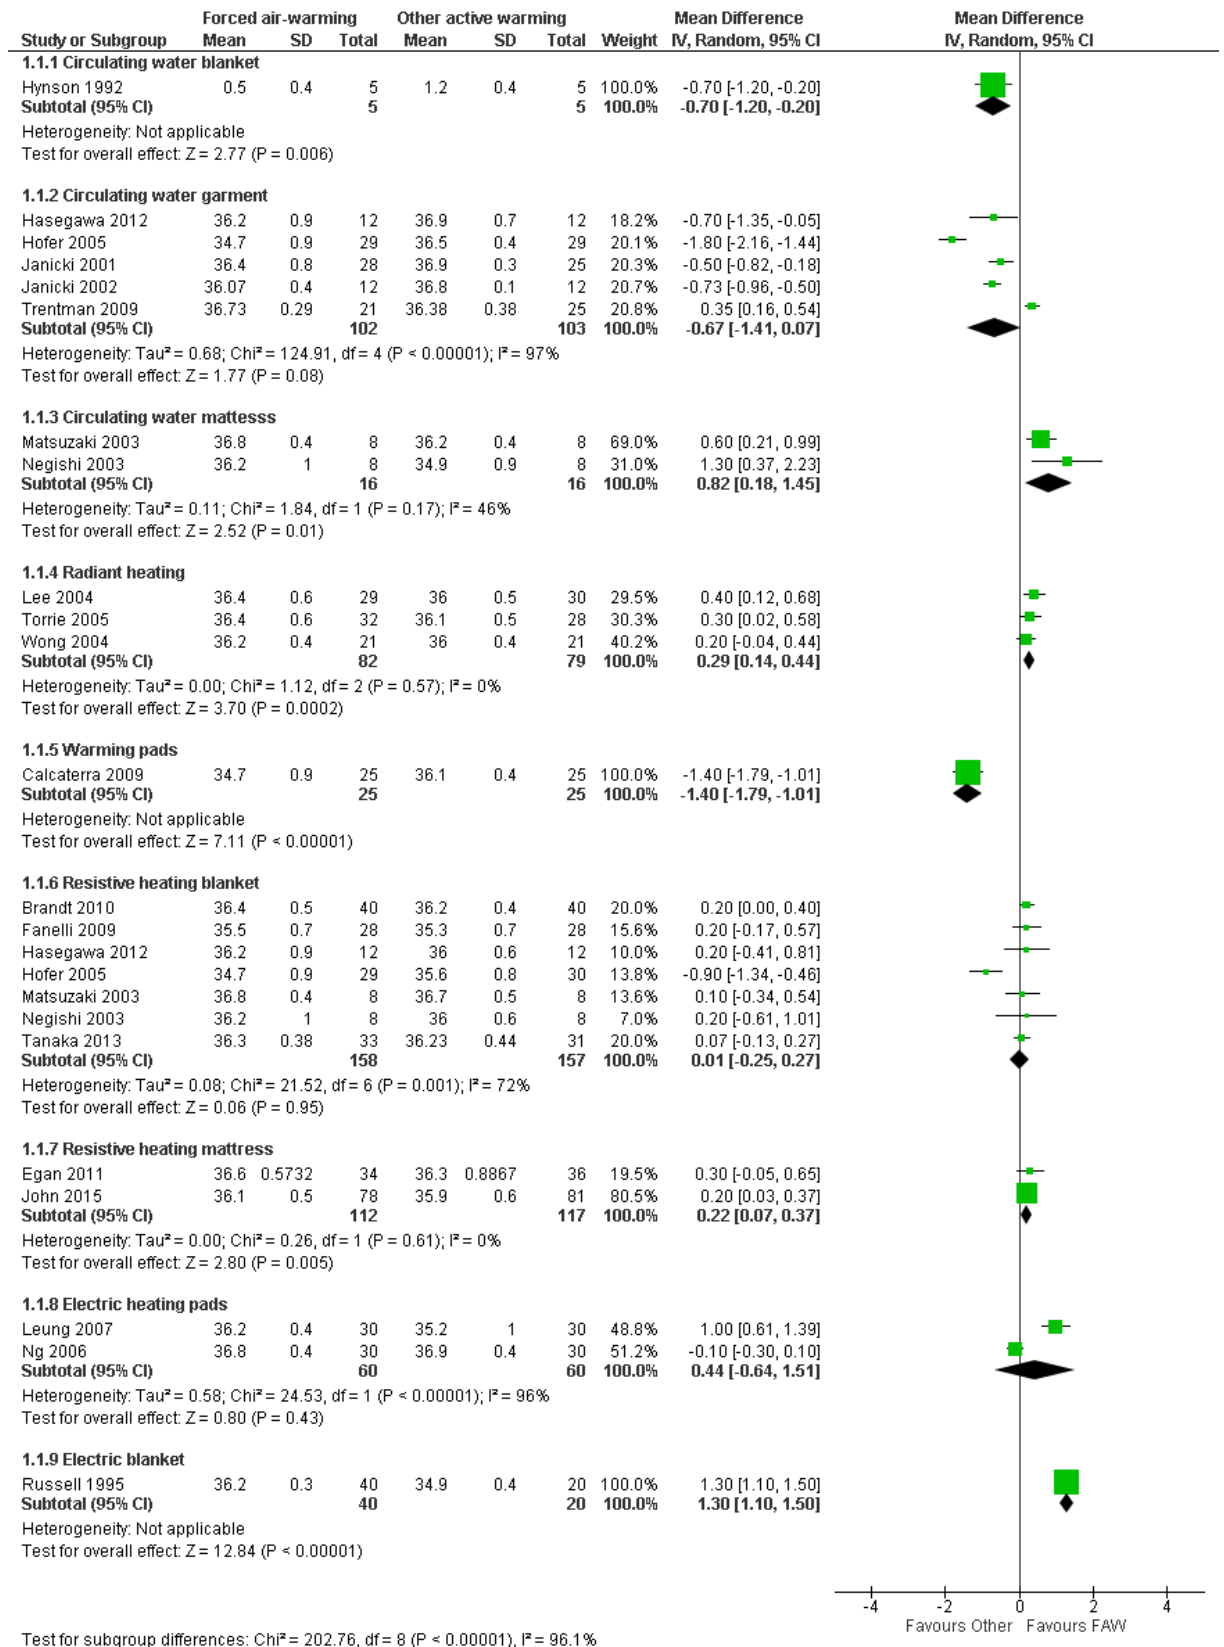 Forced air-warming Other active warming Mean Difference Mean Difference
Study or Subgroup Mean SD Total Mean SD Total Weight IV, Random, 95% CI IV, Random, 95% CI
1.1.1 Circulating water blanket
Hynson 1992 0.5 0.4 5 1.2 0.4 5 100.0% -0.70 [-1.20, -0.20]
Subtotal (95% CI) 5 5 100.0% -0.70 [-1.20, -0.20]
Heterogeneity: Not applicable
Test for overall effect: Z = 2.77 (P = 0.006)
1.1.2 Circulating water garment
Hasegawa 2012 36.2 0.9 12 36.9 0.7 12 18.2% -0.70 [-1.35, -0.05]
Hofer 2005 34.7 0.9 29 36.5 0.4 29 20.1% -1.80 [-2.16, -1.44]
Janicki 2001 36.4 0.8 28 36.9 0.3 25 20.3% -0.50 [-0.82, -0.18]
Janicki 2002 36.07 0.4 12 36.8 0.1 12 20.7% -0.73 [-0.96, -0.50]
Trentman 2009 36.73 0.29 21 36.38 0.38 25 20.8% 0.35 [0.16, 0.54]
Subtotal (95% CI) 102 103 100.0% -0.67 [-1.41, 0.07]
Heterogeneity: Tau² = 0.68; Chi² = 124.91, df = 4 (P < 0.00001); I² = 97%
Test for overall effect: Z = 1.77 (P = 0.08)
1.1.3 Circulating water mattesss
Matsuzaki 2003 36.8 0.4 8 36.2 0.4 8 69.0% 0.60 [0.21, 0.99]
Negishi 2003 36.2 1 8 34.9 0.9 8 31.0% 1.30 [0.37, 2.23]
Subtotal (95% CI) 16 16 100.0% 0.82 [0.18, 1.45]
Heterogeneity: Tau² = 0.11; Chi² = 1.84, df = 1 (P = 0.17); I² = 46%
Test for overall effect: Z = 2.52 (P = 0.01)
1.1.4 Radiant heating
Lee 2004 36.4 0.6 29 36 0.5 30 29.5% 0.40 [0.12, 0.68]
Torrie 2005 36.4 0.6 32 36.1 0.5 28 30.3% 0.30 [0.02, 0.58]
Wong 2004 36.2 0.4 21 36 0.4 21 40.2% 0.20 [-0.04, 0.44]
Subtotal (95% CI) 82 79 100.0% 0.29 [0.14, 0.44]
Heterogeneity: Tau² = 0.00; Chi² = 1.12, df = 2 (P = 0.57); I² = 0%
Test for overall effect: Z = 3.70 (P = 0.0002)
1.1.5 Warming pads
Calcaterra 2009 34.7 0.9 25 36.1 0.4 25 100.0% -1.40 [-1.79, -1.01]
Subtotal (95% CI) 25 25 100.0% -1.40 [-1.79, -1.01]
Heterogeneity: Not applicable
Test for overall effect: Z = 7.11 (P < 0.00001)
1.1.6 Resistive heating blanket
Brandt 2010 36.4 0.5 40 36.2 0.4 40 20.0% 0.20 [0.00, 0.40]
Fanelli 2009 35.5 0.7 28 35.3 0.7 28 15.6% 0.20 [-0.17, 0.57]
Hasegawa 2012 36.2 0.9 12 36 0.6 12 10.0% 0.20 [-0.41, 0.81]
Hofer 2005 34.7 0.9 29 35.6 0.8 30 13.8% -0.90 [-1.34, -0.46]
Matsuzaki 2003 36.8 0.4 8 36.7 0.5 8 13.6% 0.10 [-0.34, 0.54]
Negishi 2003 36.2 1 8 36 0.6 8 7.0% 0.20 [-0.61, 1.01]
Tanaka 2013 36.3 0.38 33 36.23 0.44 31 20.0% 0.07 [-0.13, 0.27]
Subtotal (95% CI) 158 157 100.0% 0.01 [-0.25, 0.27]
Heterogeneity: Tau² = 0.08; Chi² = 21.52, df = 6 (P = 0.001); I² = 72%
Test for overall effect: Z = 0.06 (P = 0.95)
1.1.7 Resistive heating mattress
Egan 2011 36.6 0.5732 34 36.3 0.8867 36 19.5% 0.30 [-0.05, 0.65]
John 2015 36.1 0.5 78 35.9 0.6 81 80.5% 0.20 [0.03, 0.37]
Subtotal (95% CI) 112 117 100.0% 0.22 [0.07, 0.37]
Heterogeneity: Tau² = 0.00; Chi² = 0.26, df = 1 (P = 0.61); I² = 0%
Test for overall effect: Z = 2.80 (P = 0.005)
1.1.8 Electric heating pads
Leung 2007 36.2 0.4 30 35.2 1 30 48.8% 1.00 [0.61, 1.39]
Ng 2006 36.8 0.4 30 36.9 0.4 30 51.2% -0.10 [-0.30, 0.10]
Subtotal (95% CI) 60 60 100.0% 0.44 [-0.64, 1.51]
Heterogeneity: Tau² = 0.58; Chi² = 24.53, df = 1 (P < 0.00001); I² = 96%
Test for overall effect: Z = 0.80 (P = 0.43)
1.1.9 Electric blanket
Russell 1995 36.2 0.3 40 34.9 0.4 20 100.0% 1.30 [1.10, 1.50]
Subtotal (95% CI) 40 20 100.0% 1.30 [1.10, 1.50]
Heterogeneity: Not applicable
Test for overall effect: Z = 12.84 (P < 0.00001)
-4 -2 0 2 4
Favours Other Favours FAW
Test for subgroup differences: Chi² = 202.76, df = 8 (P < 0.00001), I² = 96.1%